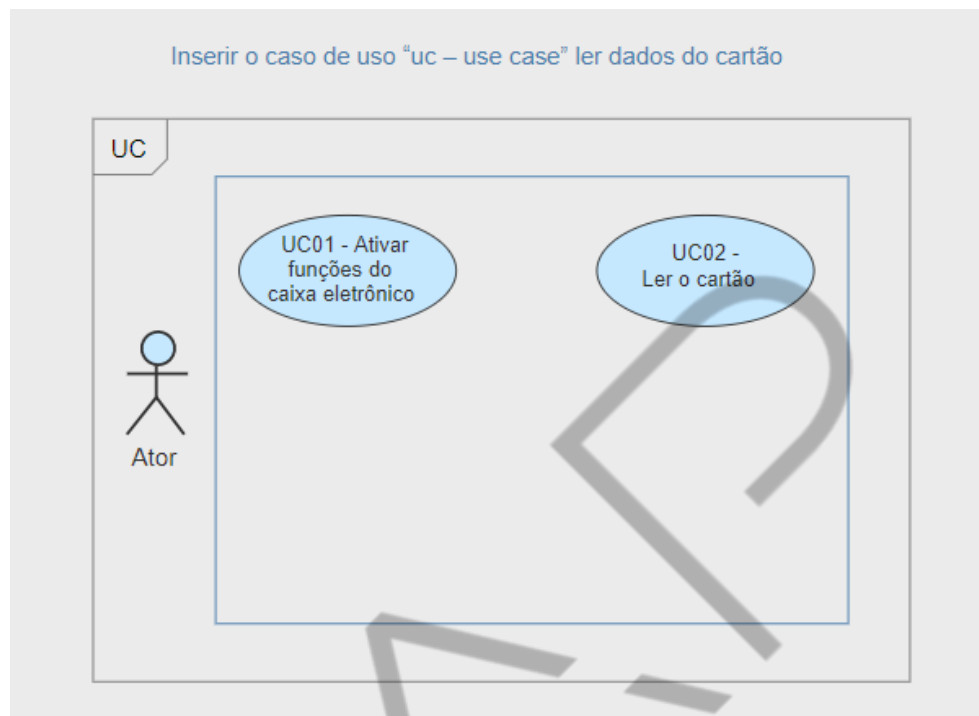 Inserir o caso de uso “uc – use case” ler dados do cartão
UC
UC01 - Ativar
funções do
caixa eletrônico
UC02 -
Ler o cartão
Ator